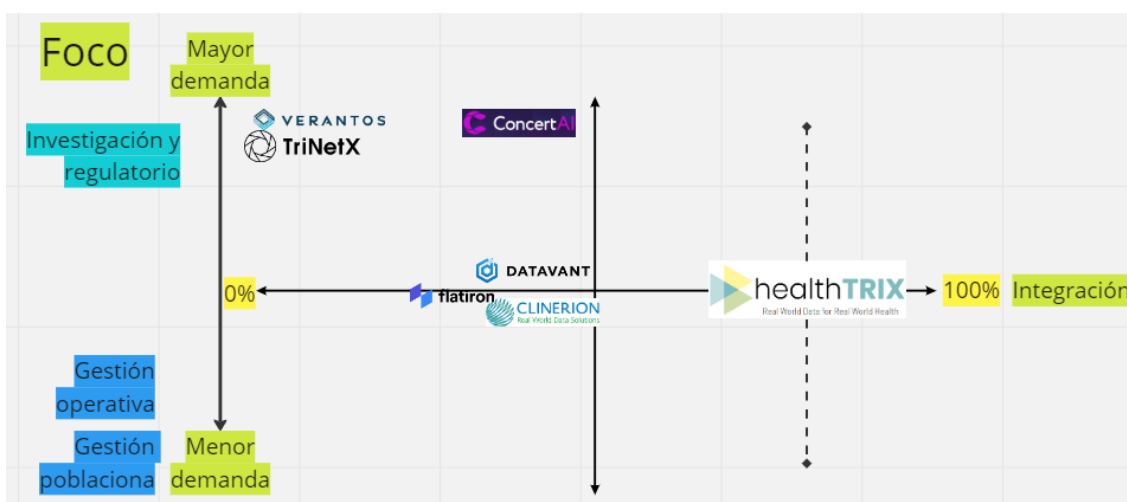 Foco
Mayor
demanda
VERANTOS
TriNetX
ConcertAI
Investigación y
regulatorio
DATAVANT
0%
flatiron
CLINERION
Real World Data Solutions
healthTRIX
Real World Data for Real World Health
100%
Integración
Gestión
operativa
Gestión
poblaciona
Menor
demanda